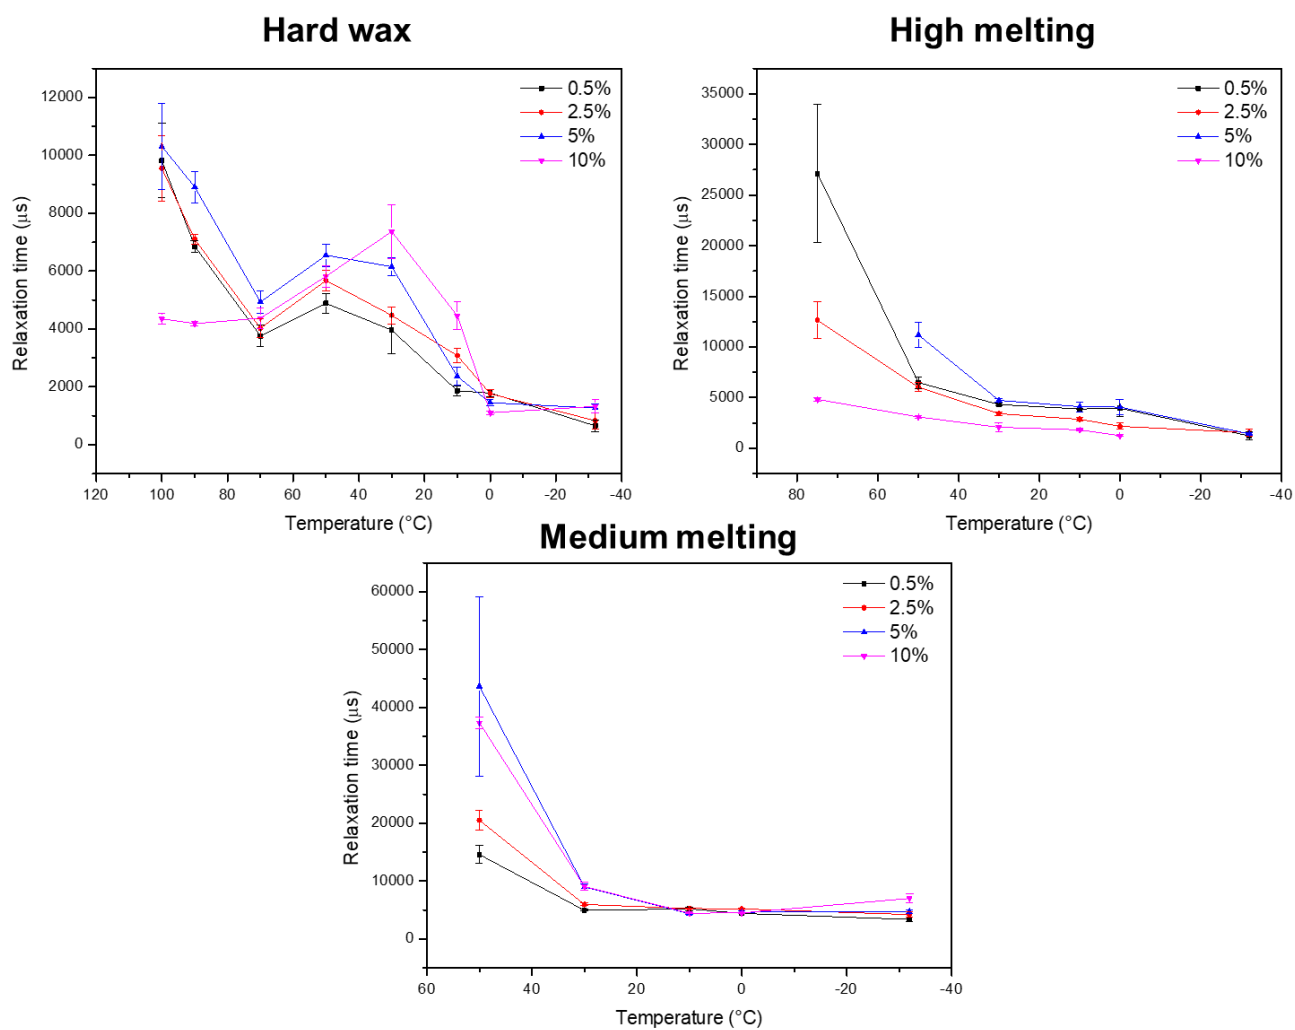 Hard wax
12000
10000
8000
6000
4000
2000
0
Relaxation time (μs)
0.5%
2.5%
5%
10%
120 100 80 60 40 20 0 -20 -40
Temperature (°C)
High melting
35000
30000
25000
20000
15000
10000
5000
0
Relaxation time (μs)
0.5%
2.5%
5%
10%
80 60 40 20 0 -20 -40
Temperature (°C)
Medium melting
60000
50000
40000
30000
20000
10000
0
Relaxation time (μs)
0.5%
2.5%
5%
10%
60 40 20 0 -20 -40
Temperature (°C)